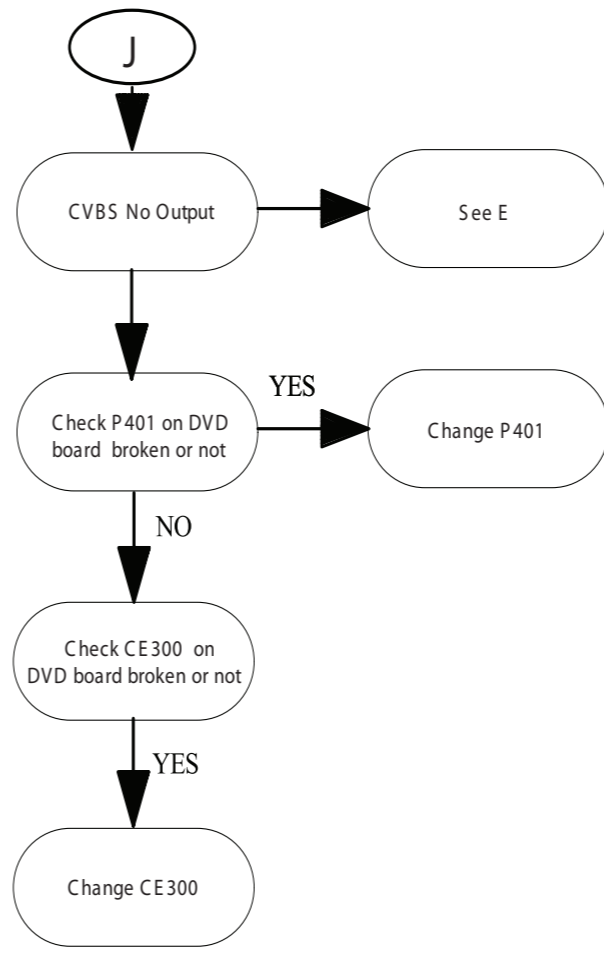 J
CVBS No Output
See E
Check P401 on DVD
board broken or not
YES
Change P401
NO
Check CE300 on
DVD board broken or not
YES
Change CE300